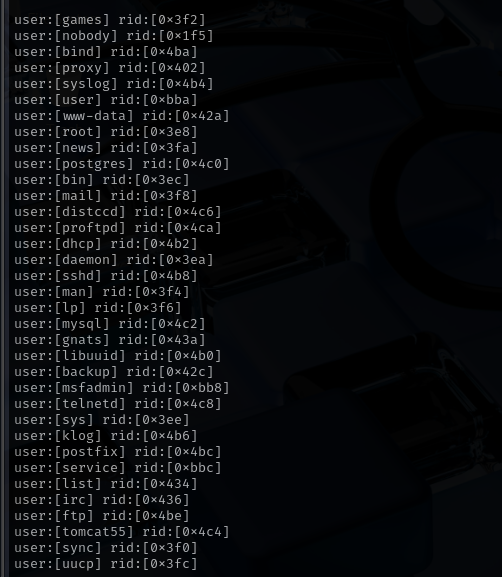 user:[games] rid:[0×3f2]
user:[nobody] rid:[0×1f5]
user:[bind] rid:[0×4ba]
user:[proxy] rid:[0×402]
user:[syslog] rid:[0×4b4]
user:[user] rid:[0×bba]
user:[www-data] rid:[0×42a]
user:[root] rid:[0×3e8]
user:[news] rid:[0×3fa]
user:[postgres] rid:[0×4c0]
user:[bin] rid:[0×3ec]
user:[mail] rid:[0×3f8]
user:[distccd] rid:[0×4c6]
user:[proftpd] rid:[0×4ca]
user:[dhcp] rid:[0×4b2]
user:[daemon] rid:[0×3ea]
user:[sshd] rid:[0×4b8]
user:[man] rid:[0×3f4]
user:[lp] rid:[0×3f6]
user:[mysql] rid:[0×4c2]
user:[gnats] rid:[0×43a]
user:[libuuid] rid:[0×4b0]
user:[backup] rid:[0×42c]
user:[msfadmin] rid:[0×bb8]
user:[telnetd] rid:[0×4c8]
user:[sys] rid:[0×3ee]
user:[klog] rid:[0×4b6]
user:[postfix] rid:[0×4bc]
user:[service] rid:[0×bbc]
user:[list] rid:[0×434]
user:[irc] rid:[0×436]
user:[ftp] rid:[0×4be]
user:[tomcat55] rid:[0×4c4]
user:[sync] rid:[0×3f0]
user:[uucp] rid:[0×3fc]